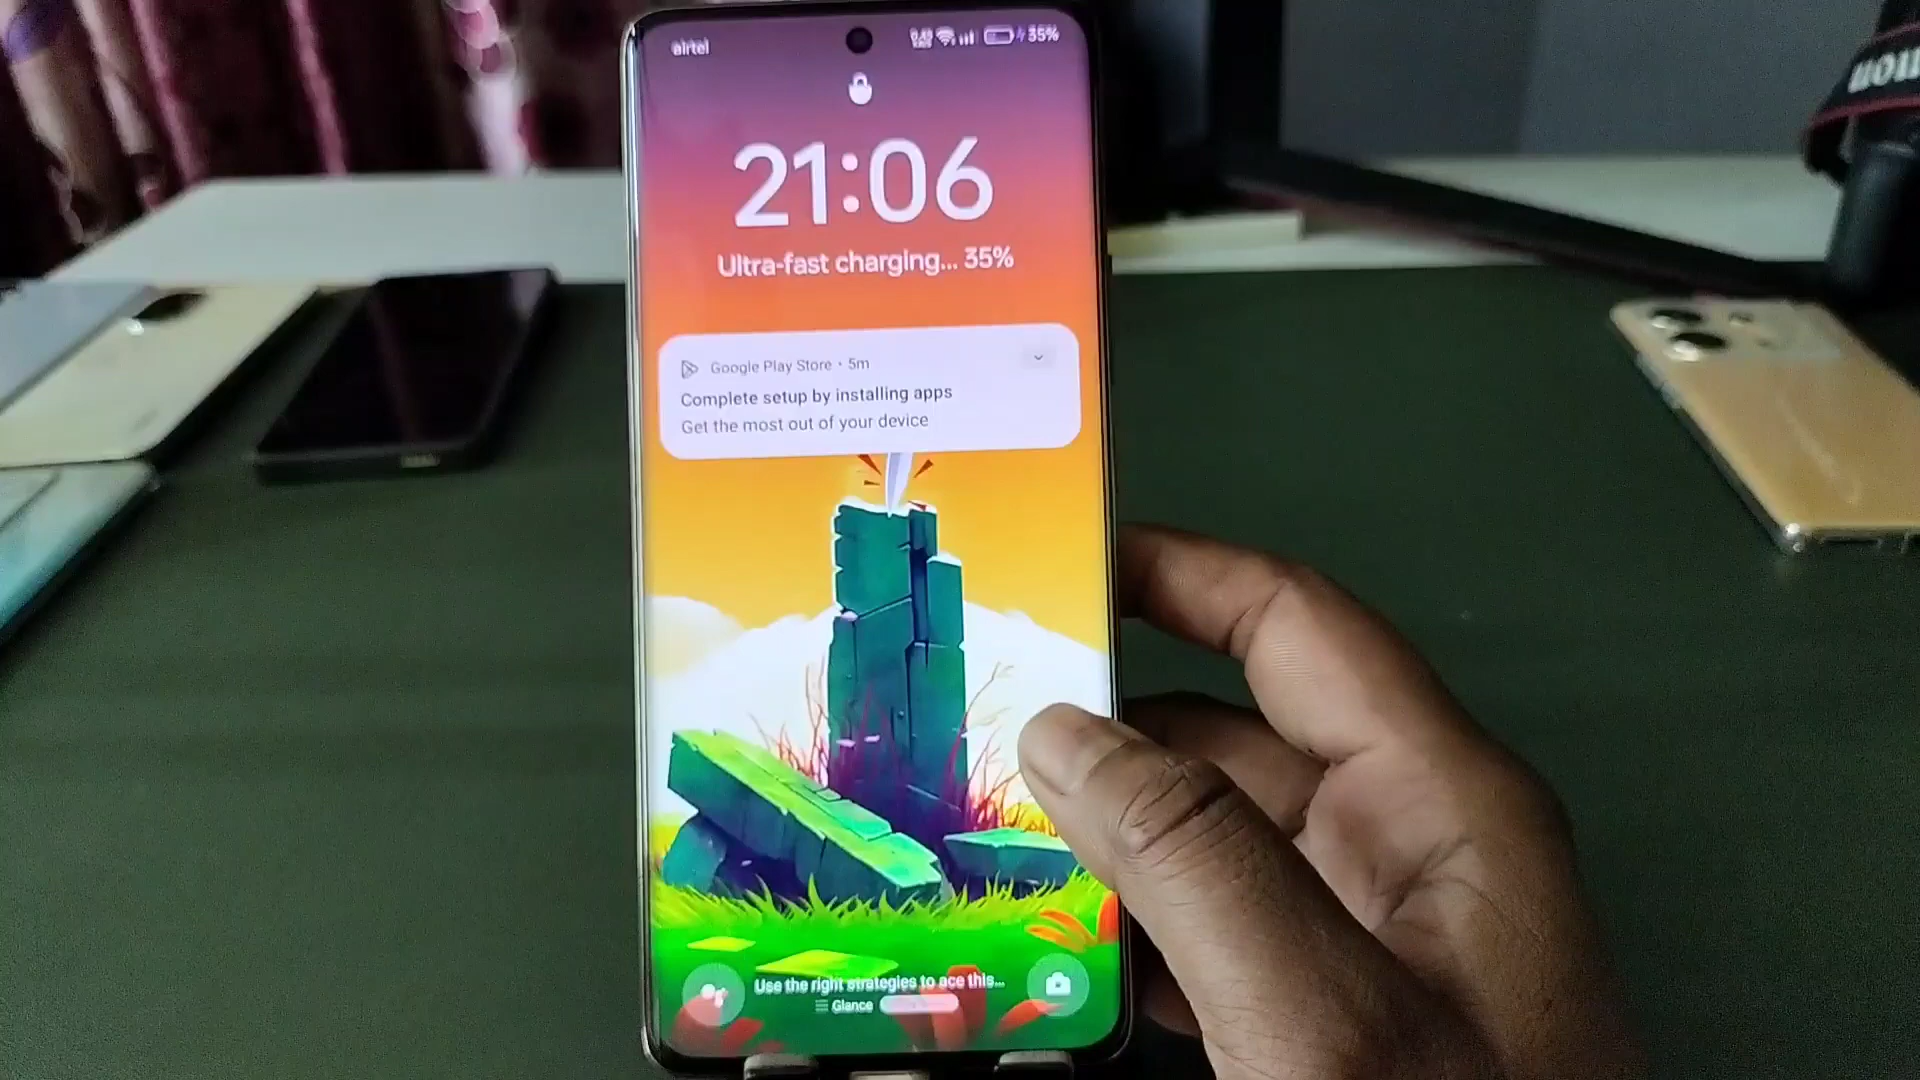 airtel
35%
21:06
Ultra-fast charging... 35%
Google Play Store • 5m
Complete setup by installing apps
Get the most out of your device
Use the right strategies to ace this...
Glance